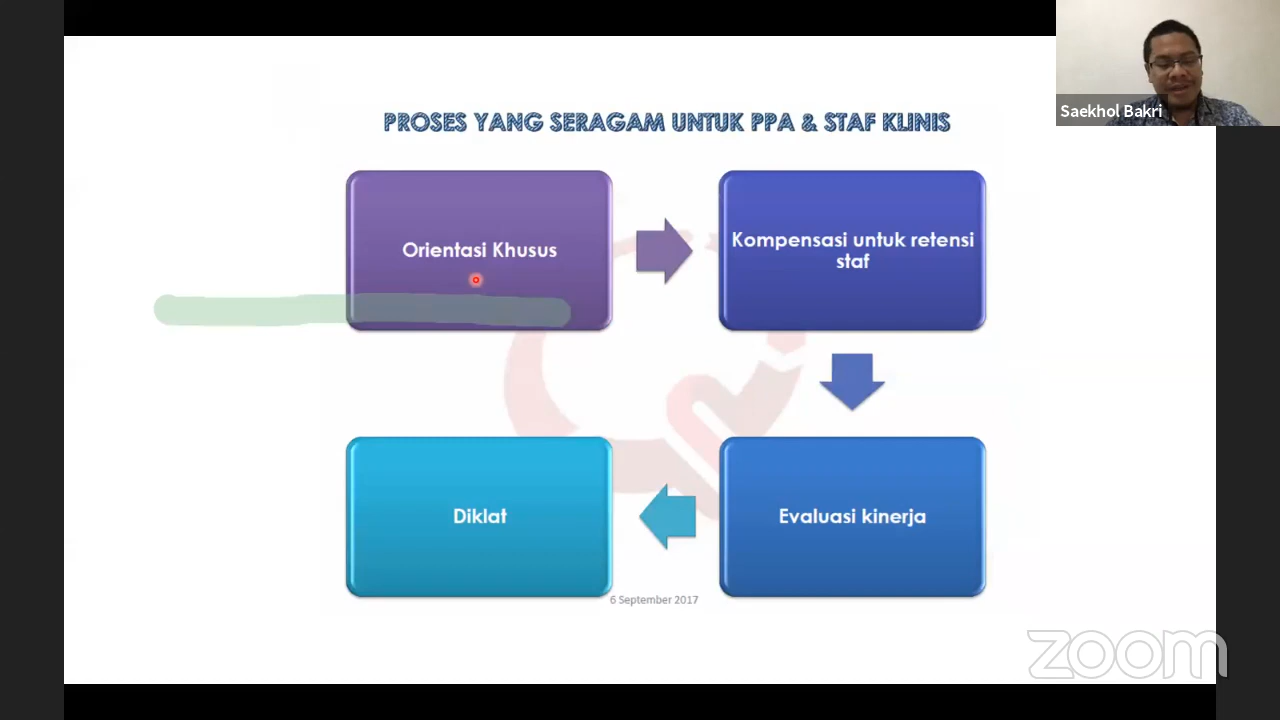 Saekhol Bakri
PROSES YANG SERAGAM UNTUK PPA & STAF KLINIS
Orientasi Khusus
Kompensasi untuk retensi
staf
Diklat
Evaluasi kinerja
6 September 2017
zoom